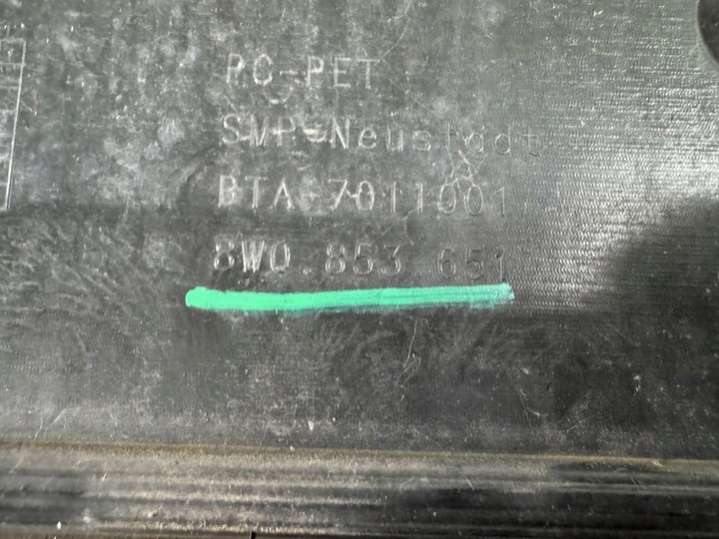 PC-PET
SMP-Neustadt
BTA-7011001
8W0.853 651